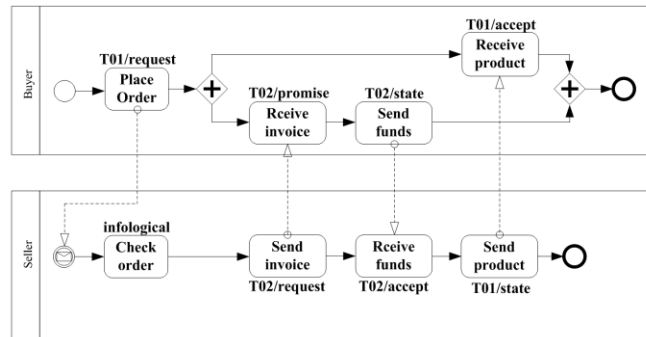 Buyer
T01/request
Place
Order
T02/promise
Rceive
invoice
T02/state
Send
funds
T01/accept
Receive
product
Seller
infological
Check
order
Send
invoice
T02/request
Rceive
funds
T02/accept
Send
product
T01/state